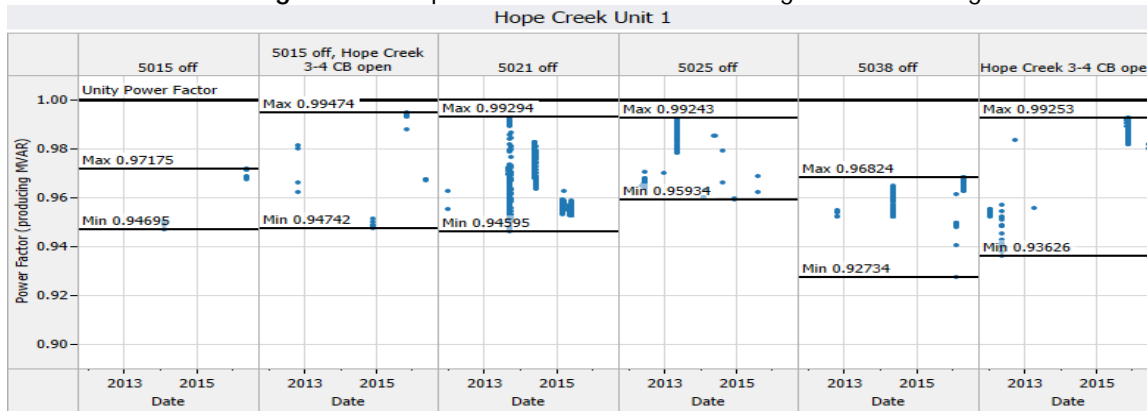 Hope Creek Unit 1
5015 off
5015 off, Hope Creek
3-4 CB open
5021 off
5025 off
5038 off
Hope Creek 3-4 CB ope
Power Factor (producing MVAR)
1.00
0.98
0.96
0.94
0.92
0.90
Unity Power Factor
Max 0.97175
Min 0.94695
Max 0.99474
Min 0.94742
Max 0.99294
Min 0.94595
Max 0.99243
Min 0.95934
Max 0.96824
Min 0.92734
Max 0.99253
Min 0.93626
2013 2015
2013 2015
2013 2015
2013 2015
2013 2015
2013 2015
Date
Date
Date
Date
Date
Date